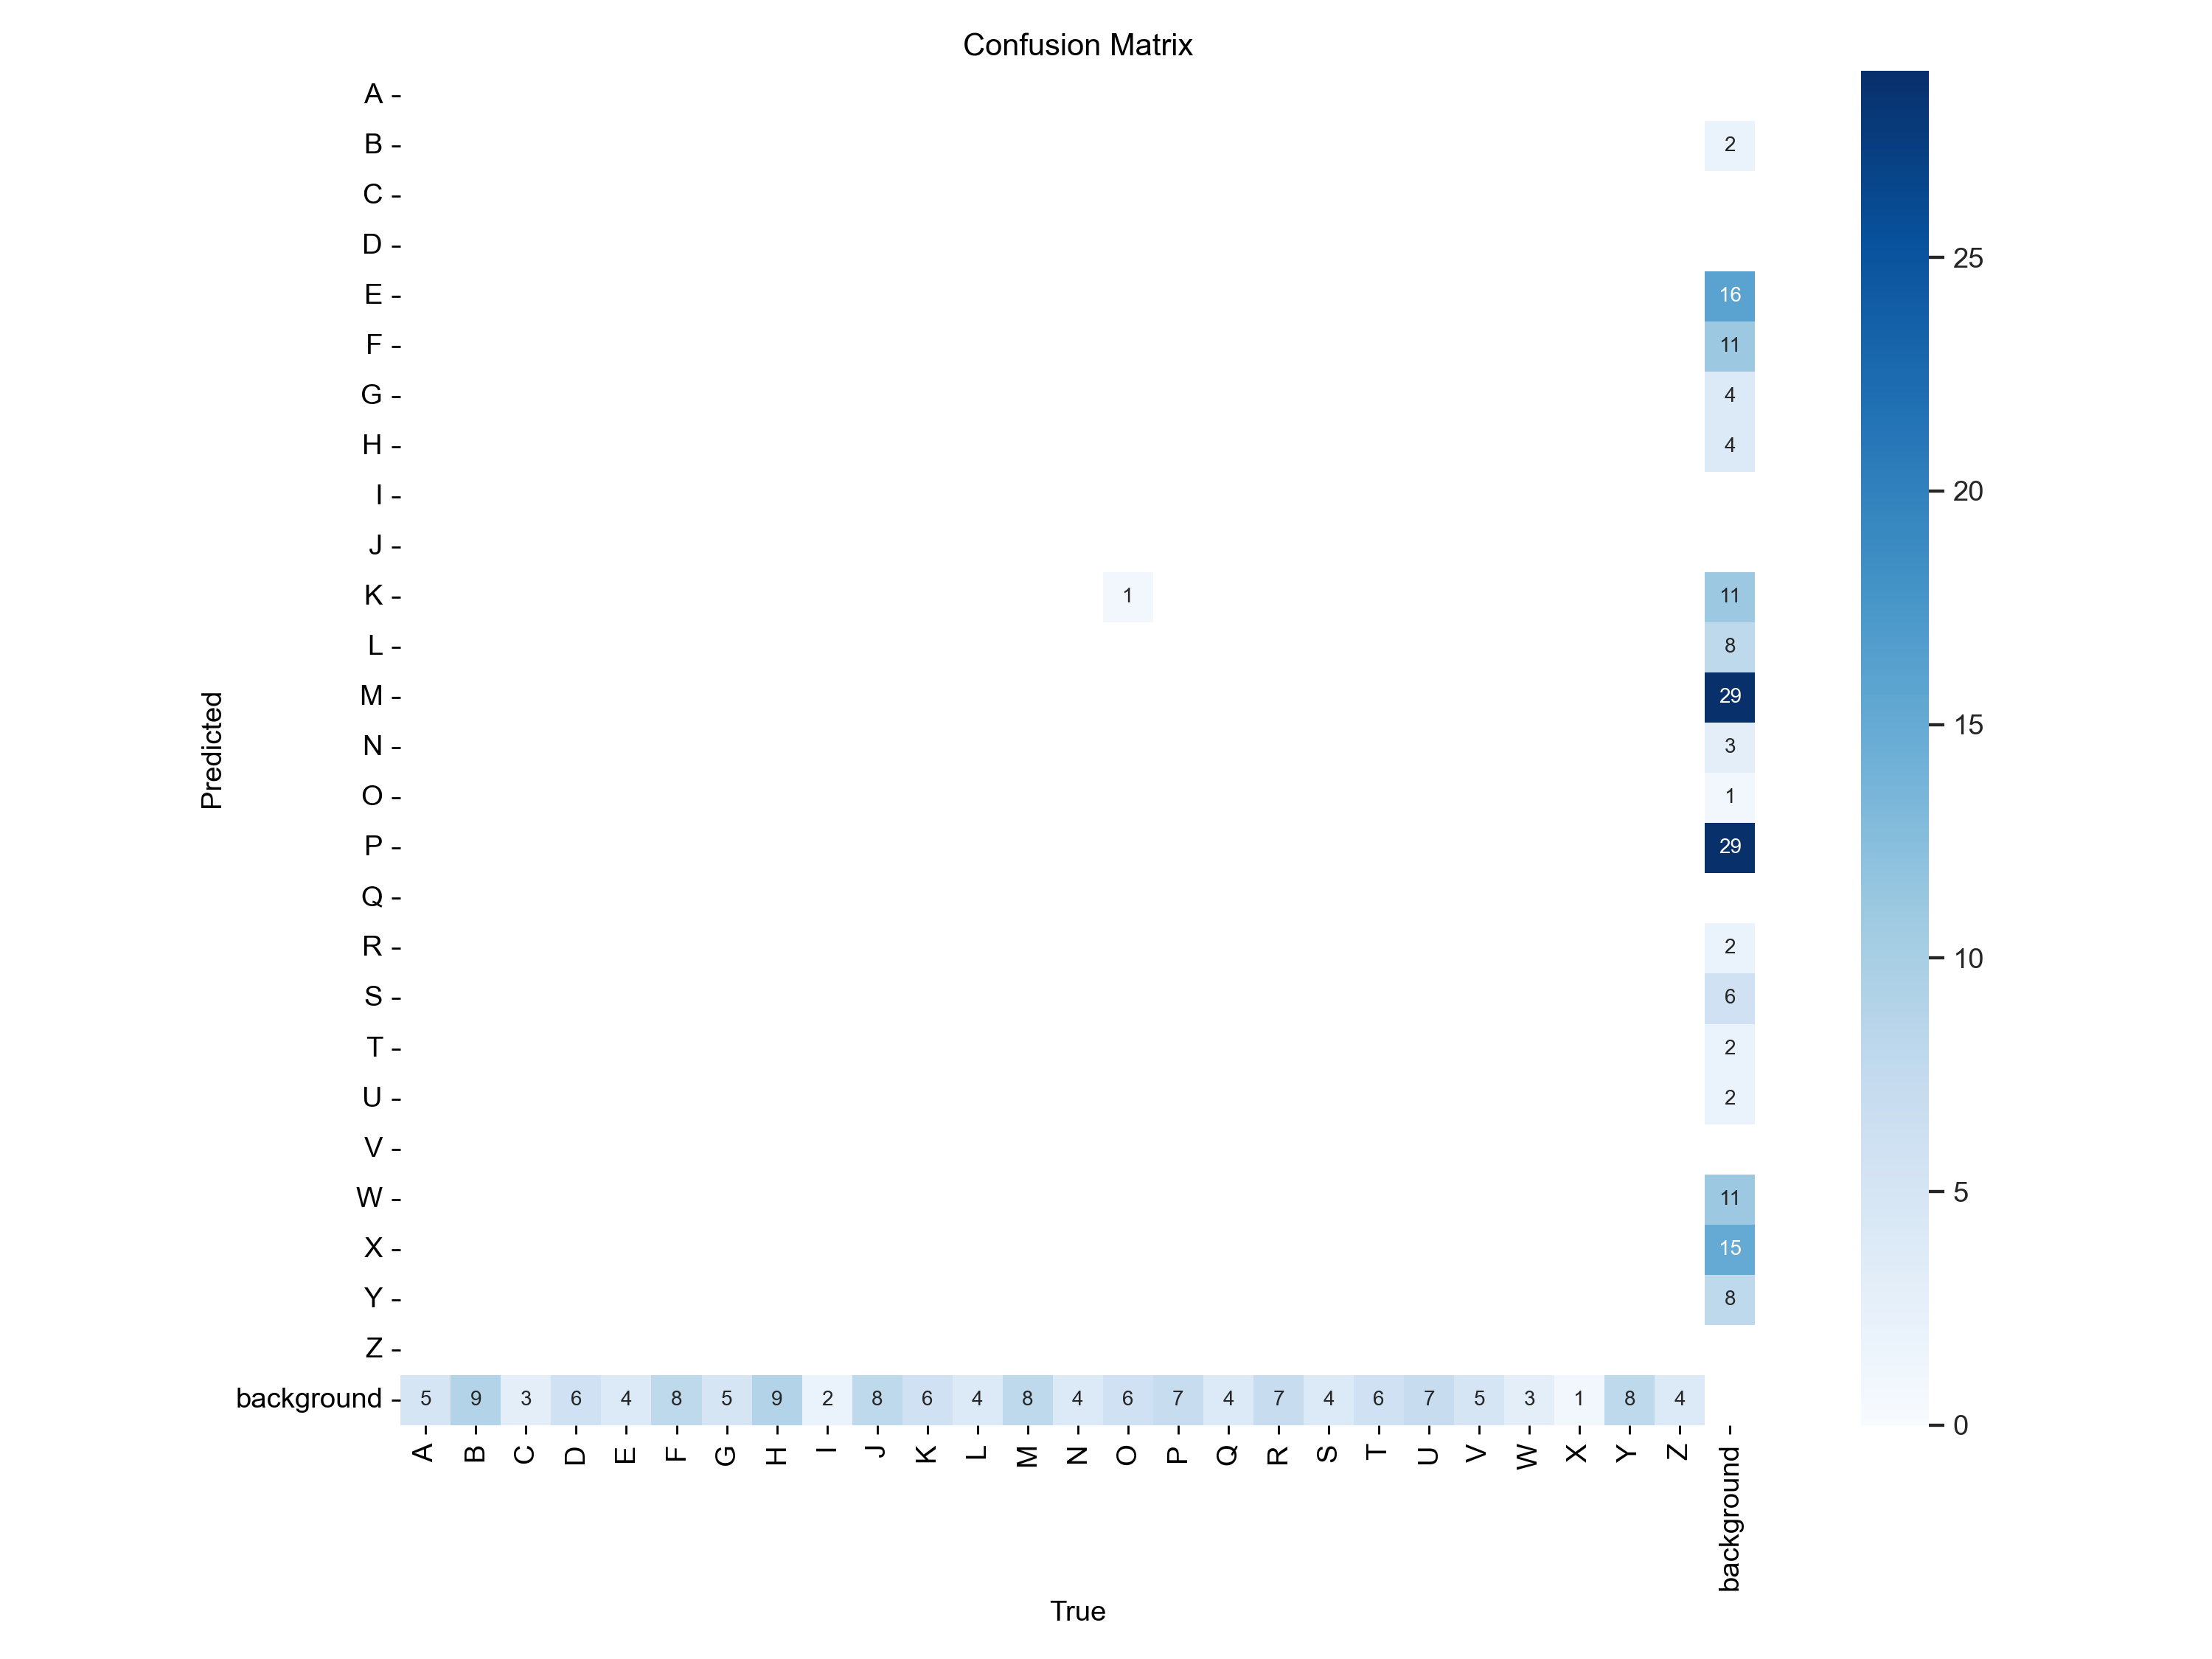 Confusion Matrix
A
B 2
C
D
E 16
F 11
G 4
H 4
I
J
K 1 11
L 8
M 29
N 3
O 1
P 29
Q
R 2
S 6
T 2
U 2
V
W 11
X 15
Y 8
Z
background 5 9 3 6 4 8 5 9 2 8 6 4 8 4 6 7 4 7 4 6 7 5 3 1 8 4
A B C D E F G H I J K L M N O P Q R S T U V W X Y Z background
True
Predicted
25
20
15
10
5
0